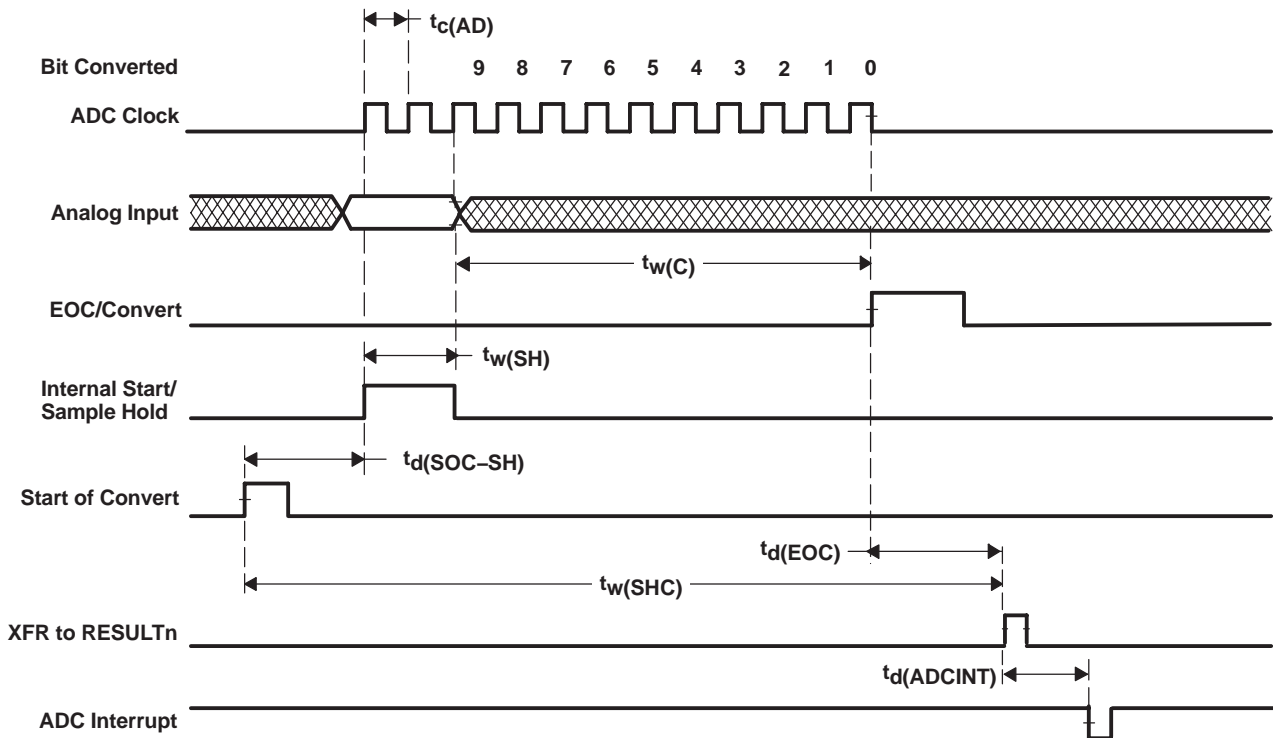 tc(AD)
Bit Converted
9 8 7 6 5 4 3 2 1 0
ADC Clock
Analog Input
tw(C)
EOC/Convert
tw(SH)
Internal Start/
Sample Hold
td(SOC–SH)
Start of Convert
td(EOC)
tw(SHC)
XFR to RESULTn
td(ADCINT)
ADC Interrupt